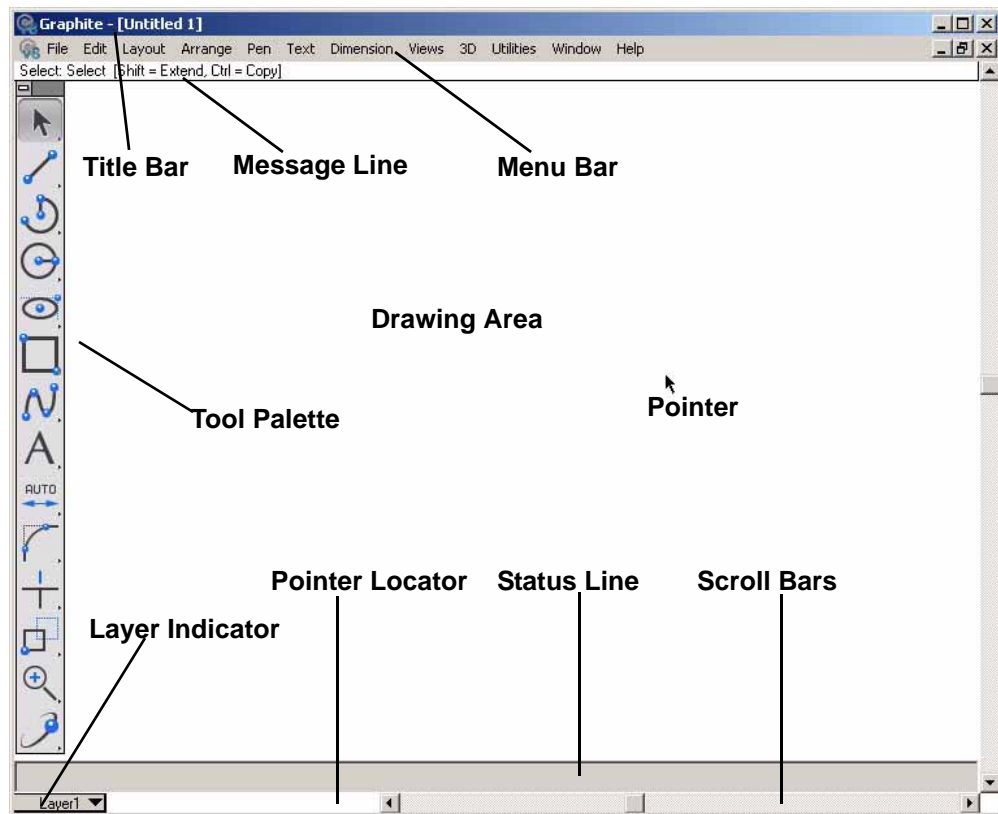 Graphite - [Untitled 1]
File Edit Layout Arrange Pen Text Dimension Views 3D Utilities Window Help
Select: Select [Shift = Extend, Ctrl = Copy]
Title Bar Message Line Menu Bar
Drawing Area
Pointer
Tool Palette
A
AUTO
Pointer Locator Status Line Scroll Bars
Layer Indicator
Layer1